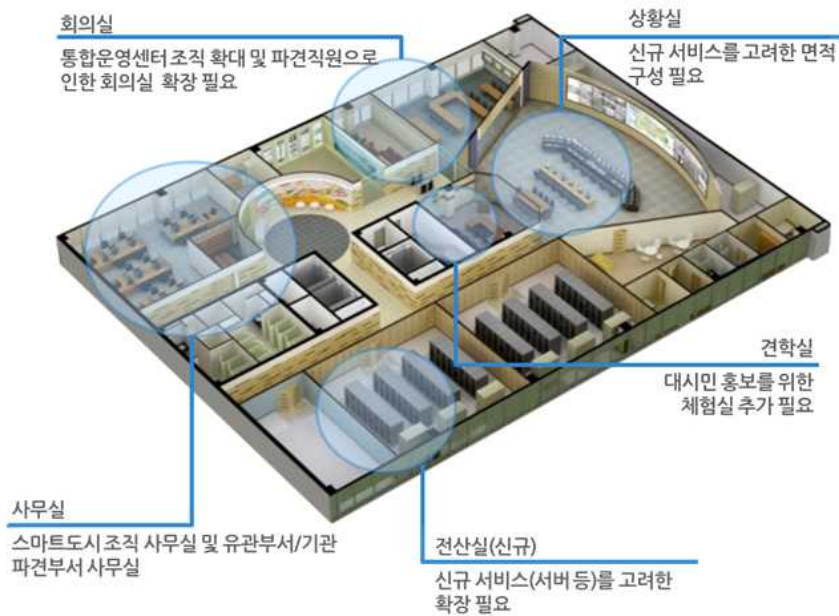 회의실
통합운영센터 조직 확대 및 파견직원으로
인한 회의실 확장 필요
상황실
신규 서비스를 고려한 면적
구성 필요
견학실
대시민 홍보를 위한
체험실 추가 필요
사무실
스마트도시 조직 사무실 및 유관부서/기관
파견부서 사무실
전산실(신규)
신규 서비스(서버 등)를 고려한
확장 필요